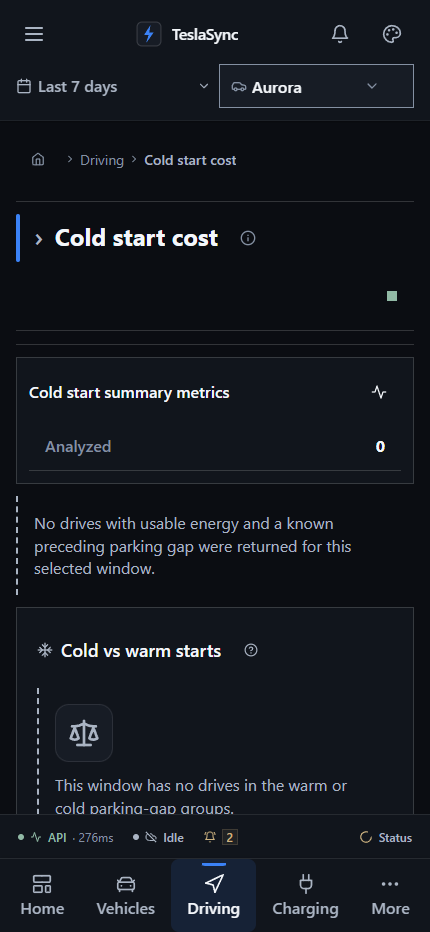 TeslaSync
Last 7 days
Aurora
Driving
Cold start cost
Cold start cost
Cold start summary metrics
Analyzed
0
No drives with usable energy and a known
preceding parking gap were returned for this
selected window.
Cold vs warm starts
This window has no drives in the warm or
cold parking-gap groups.
API · 276ms
Idle
2
Status
Home
Vehicles
Driving
Charging
More